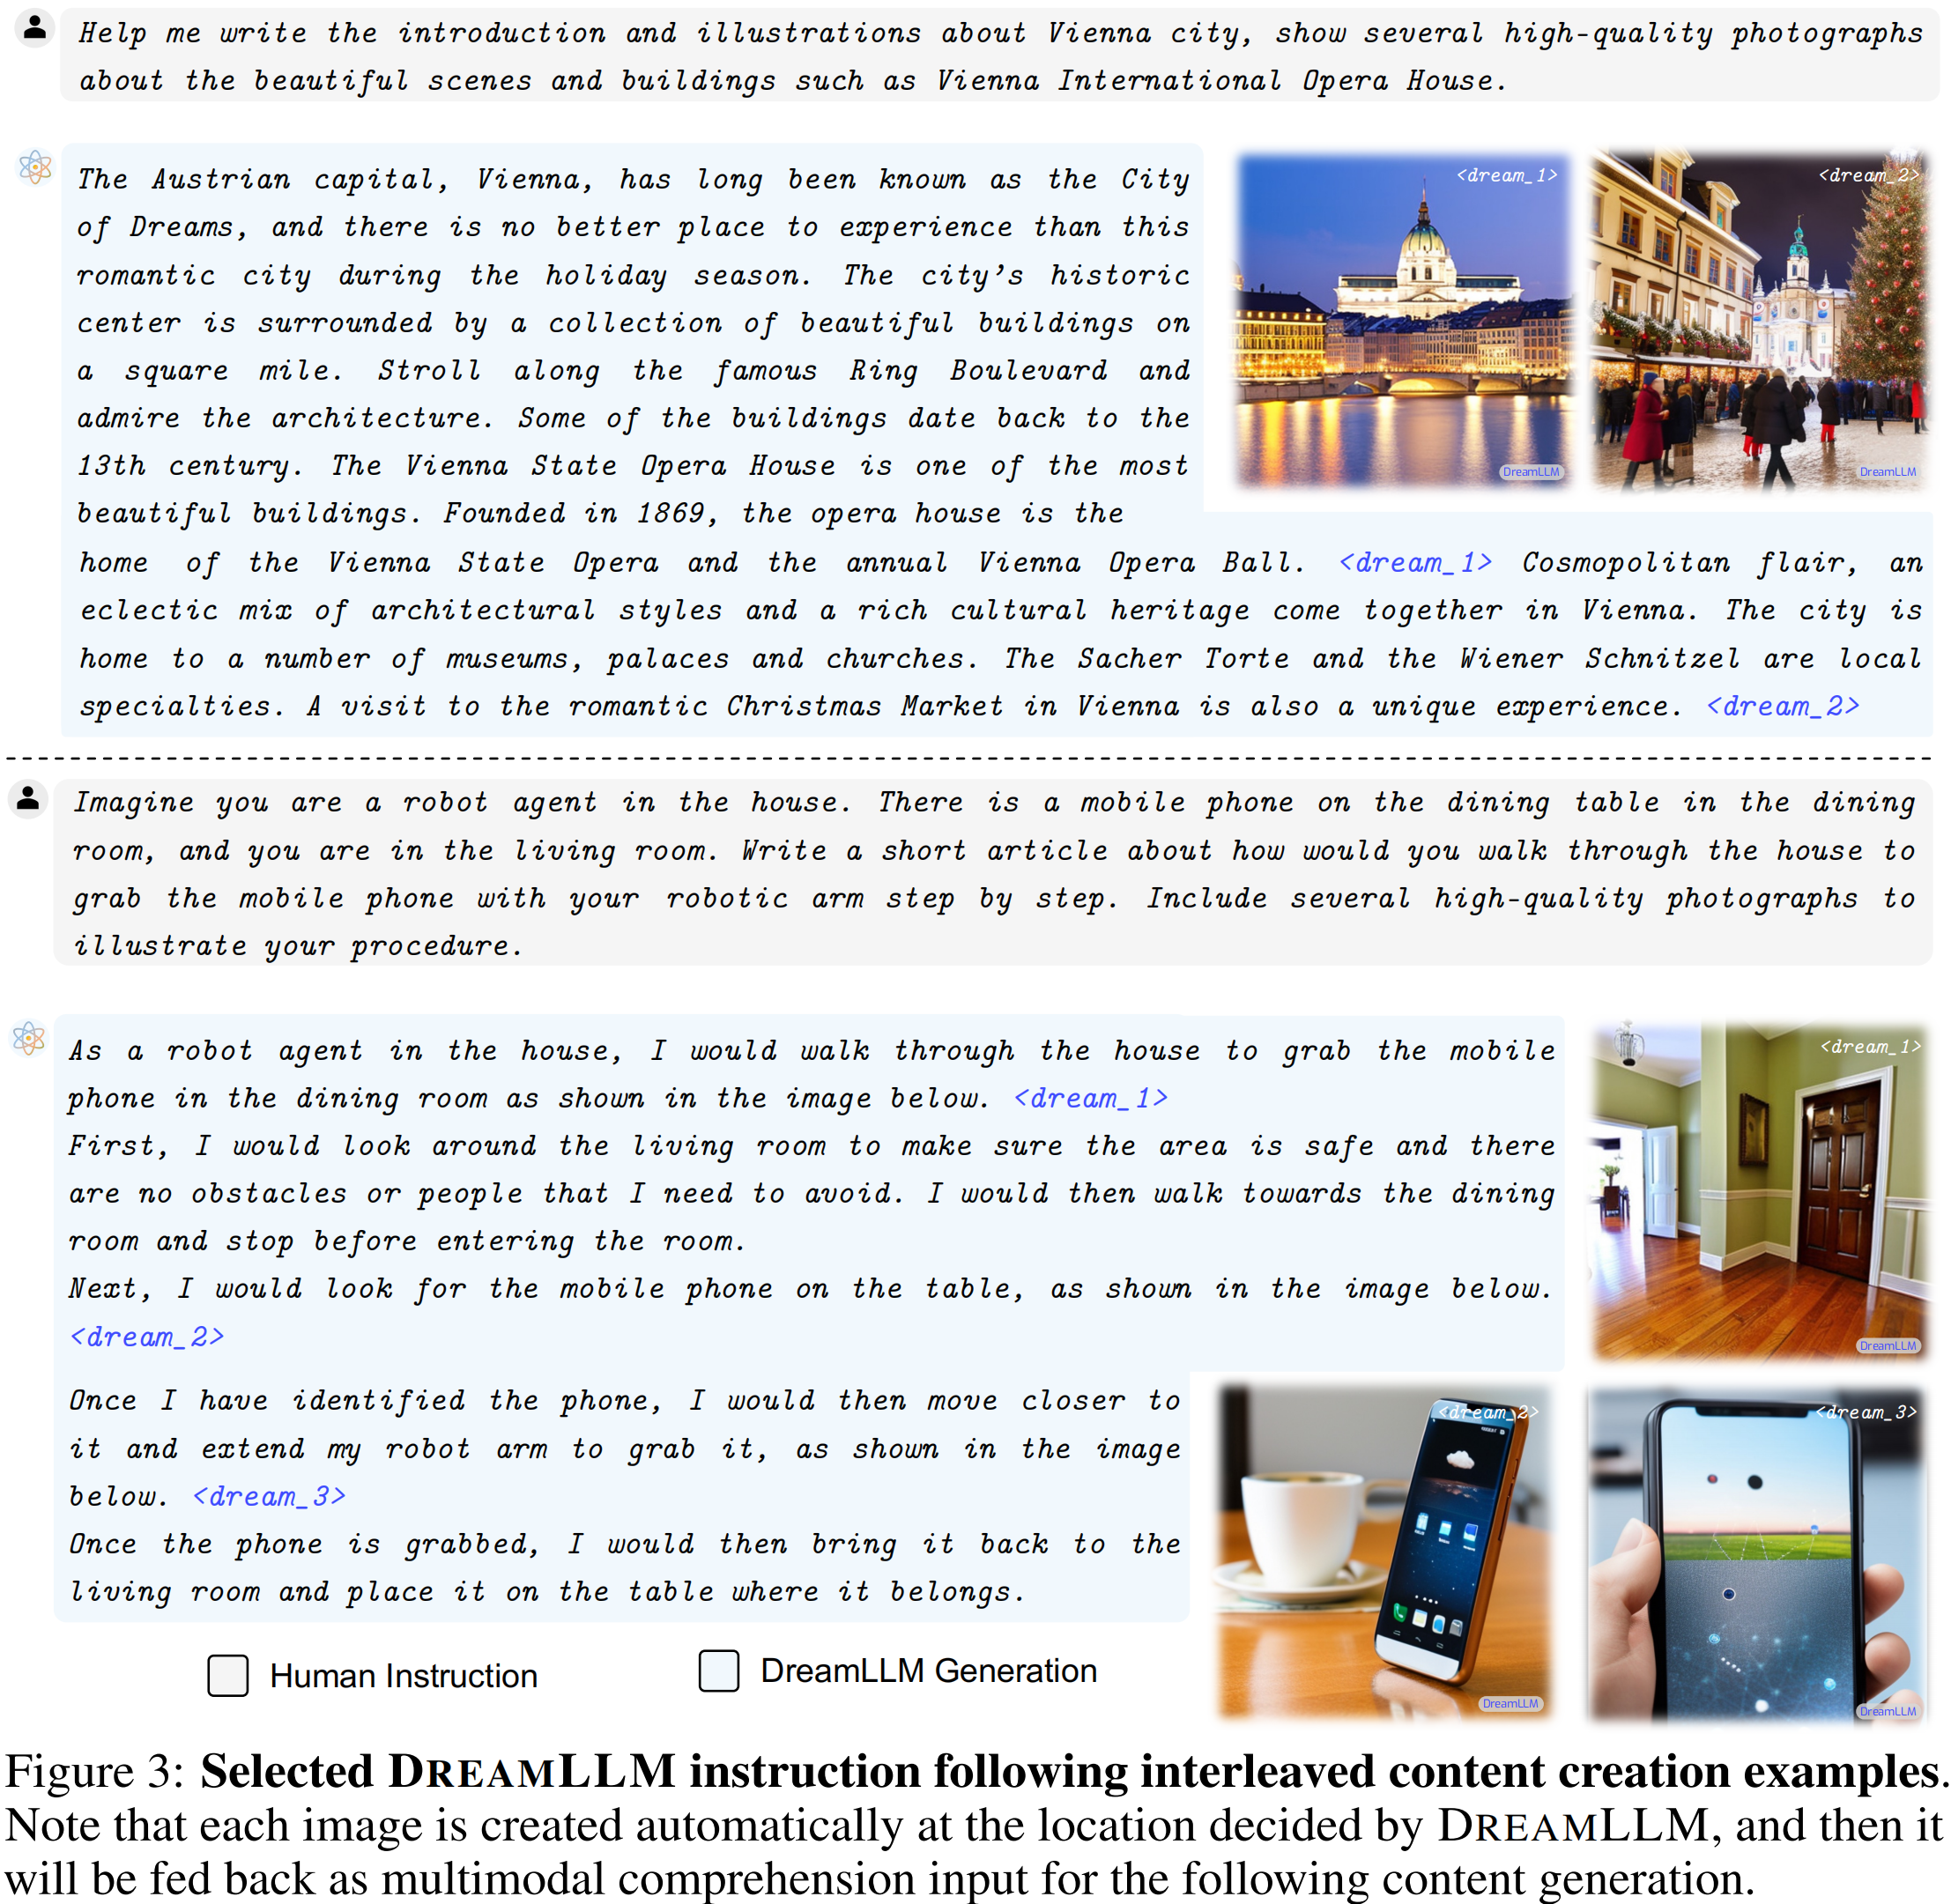 Help me write the introduction and illustrations about Vienna city, show several high-quality photographs
about the beautiful scenes and buildings such as Vienna International Opera House.
The Austrian capital, Vienna, has long been known as the City
of Dreams, and there is no better place to experience than this
romantic city during the holiday season. The city's historic
center is surrounded by a collection of beautiful buildings on
a square mile. Stroll along the famous Ring Boulevard and
admire the architecture. Some of the buildings date back to the
13th century. The Vienna State Opera House is one of the most
beautiful buildings. Founded in 1869, the opera house is the
home of the Vienna State Opera and the annual Vienna Opera Ball. <dream_1> Cosmopolitan flair, an
eclectic mix of architectural styles and a rich cultural heritage come together in Vienna. The city is
home to a number of museums, palaces and churches. The Sacher Torte and the Wiener Schnitzel are local
specialties. A visit to the romantic Christmas Market in Vienna is also a unique experience. <dream_2>
<dream_1>
DreamLLM
<dream_2>
DreamLLM
Imagine you are a robot agent in the house. There is a mobile phone on the dining table in the dining
room, and you are in the living room. Write a short article about how would you walk through the house to
grab the mobile phone with your robotic arm step by step. Include several high-quality photographs to
illustrate your procedure.
As a robot agent in the house, I would walk through the house to grab the mobile
phone in the dining room as shown in the image below. <dream_1>
First, I would look around the living room to make sure the area is safe and there
are no obstacles or people that I need to avoid. I would then walk towards the dining
room and stop before entering the room.
Next, I would look for the mobile phone on the table, as shown in the image below.
<dream_2>
Once I have identified the phone, I would then move closer to
it and extend my robot arm to grab it, as shown in the image
below. <dream_3>
Once the phone is grabbed, I would then bring it back to the
living room and place it on the table where it belongs.
<dream_1>
DreamLLM
<dream_2>
DreamLLM
<dream_3>
DreamLLM
Human Instruction
DreamLLM Generation
Figure 3: Selected DREAMLLM instruction following interleaved content creation examples.
Note that each image is created automatically at the location decided by DREAMLLM, and then it
will be fed back as multimodal comprehension input for the following content generation.